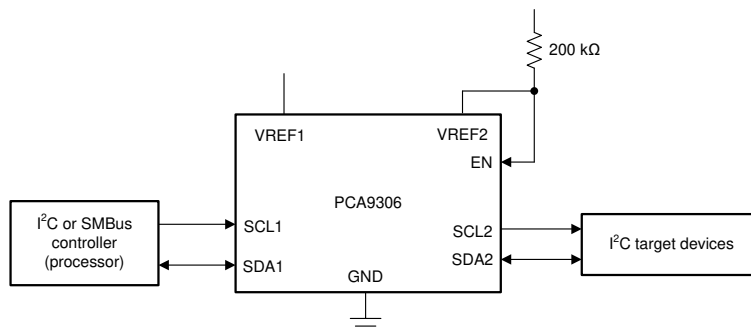 200 kΩ
VREF1
VREF2
EN
PCA9306
I²C or SMBus
controller
(processor)
SCL1
SCL2
I²C target devices
SDA1
SDA2
GND